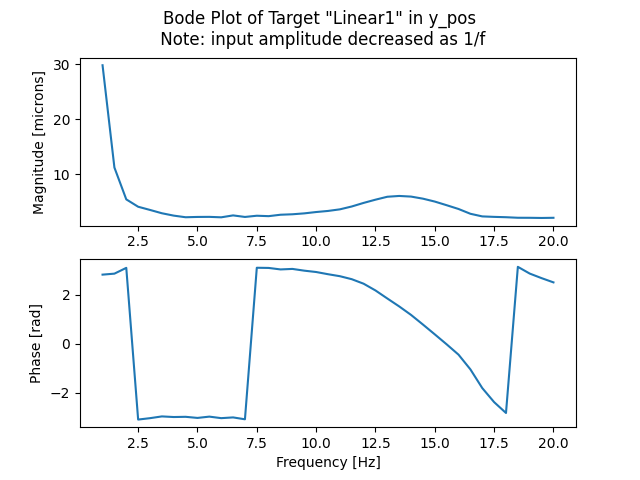 Bode Plot of Target "Linear1" in y_pos
Note: input amplitude decreased as 1/f
Magnitude [microns]
30
20
10
2.5 5.0 7.5 10.0 12.5 15.0 17.5 20.0
Phase [rad]
2
0
−2
2.5 5.0 7.5 10.0 12.5 15.0 17.5 20.0
Frequency [Hz]